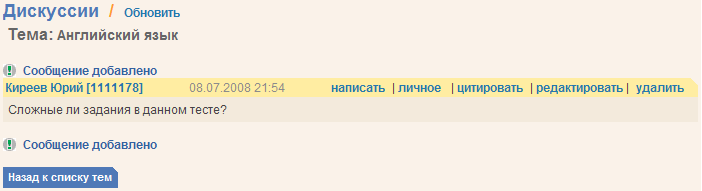 Дискуссии / Обновить
Тема: Английский язык
Сообщение добавлено
Киреев Юрий [1111178] 08.07.2008 21:54 написать | личное | цитировать | редактировать | удалить
Сложные ли задания в данном тесте?
Сообщение добавлено
Назад к списку тем